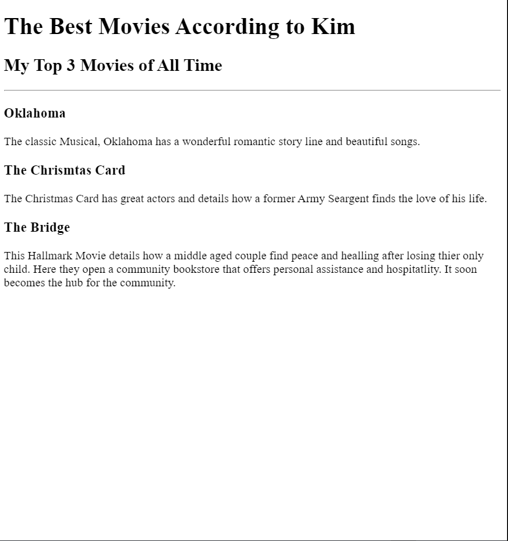 The Best Movies According to Kim
My Top 3 Movies of All Time
Oklahoma
The classic Musical, Oklahoma has a wonderful romantic story line and beautiful songs.
The Chrismtas Card
The Christmas Card has great actors and details how a former Army Seargent finds the love of his life.
The Bridge
This Hallmark Movie details how a middle aged couple find peace and healling after losing thier only
child. Here they open a community bookstore that offers personal assistance and hospitatlity. It soon
becomes the hub for the community.